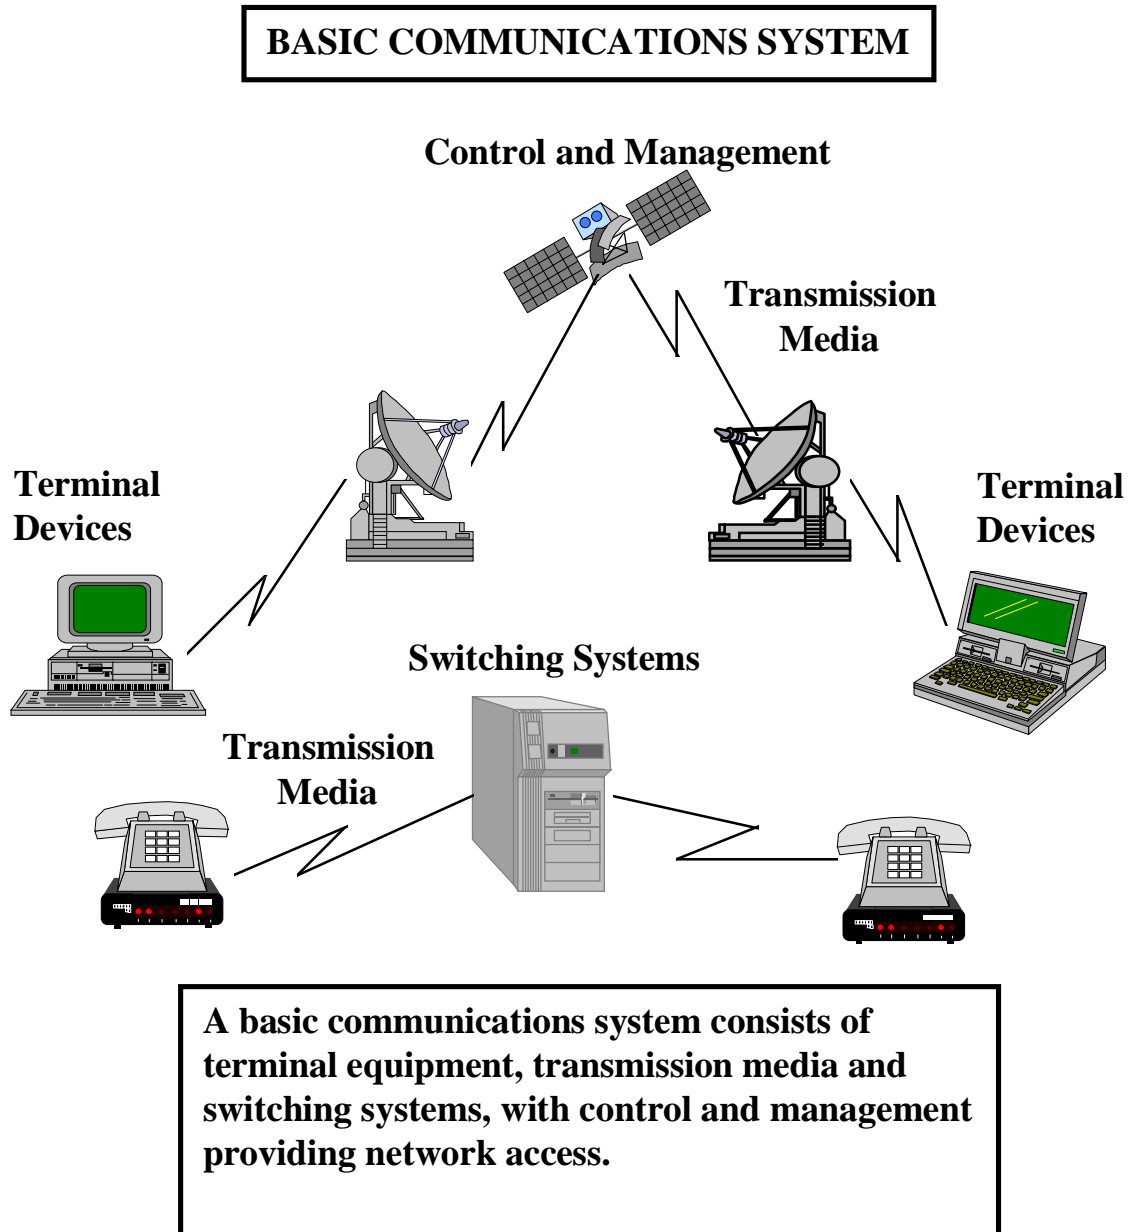 BASIC COMMUNICATIONS SYSTEM
Control and Management
Transmission
Media
Terminal
Devices
Terminal
Devices
Switching Systems
Transmission
Media
A basic communications system consists of
terminal equipment, transmission media and
switching systems, with control and management
providing network access.